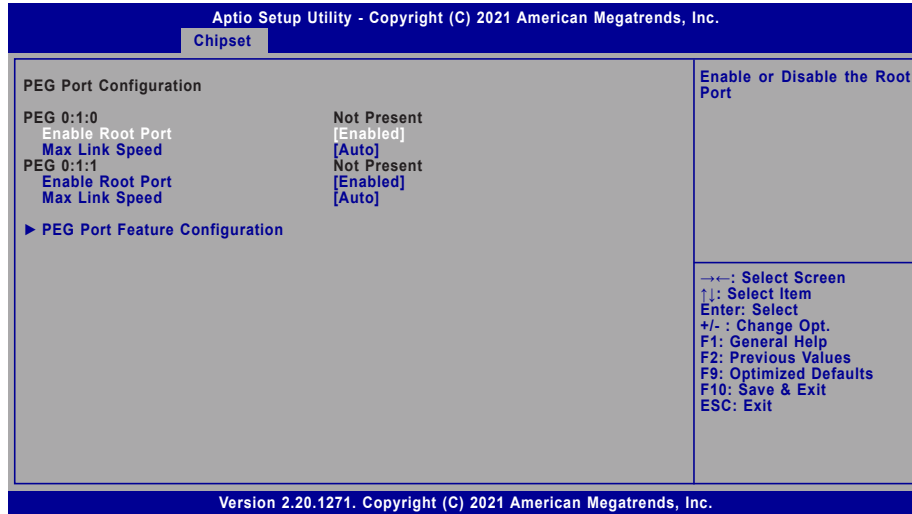 Aptio Setup Utility - Copyright (C) 2021 American Megatrends, Inc.
Chipset
PEG Port Configuration
PEG 0:1:0 Not Present
Enable Root Port [Enabled]
Max Link Speed [Auto]
PEG 0:1:1 Not Present
Enable Root Port [Enabled]
Max Link Speed [Auto]
► PEG Port Feature Configuration
Enable or Disable the Root
Port
→←: Select Screen
↑↓: Select Item
Enter: Select
+/- : Change Opt.
F1: General Help
F2: Previous Values
F9: Optimized Defaults
F10: Save & Exit
ESC: Exit
Version 2.20.1271. Copyright (C) 2021 American Megatrends, Inc.